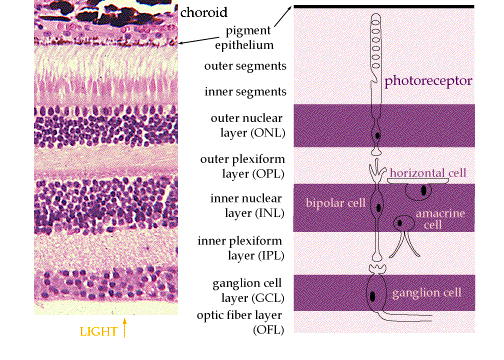 choroid
pigment
epithelium
outer segments
inner segments
outer nuclear
layer (ONL)
outer plexiform
layer (OPL)
inner nuclear
layer (INL)
inner plexiform
layer (IPL)
ganglion cell
layer (GCL)
optic fiber layer
(OFL)
LIGHT
photoreceptor
horizontal cell
bipolar cell
amacrine
cell
ganglion cell